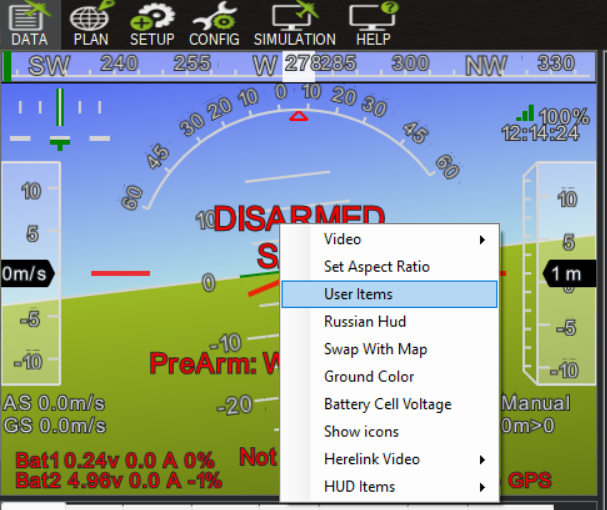 DATA PLAN SETUP CONFIG SIMULATION HELP
SW 240 255 W 278285 300 NW 330
60 45 30 20 10 0 10 20 30 45 60
100%
12:14:24
10 5 0m/s -5 -10
10 5 1 m 0 -5 -10
10 0 -10 -20
DISARMED
S
PreArm: W
AS 0.0m/s
GS 0.0m/s
Manual
0m>0
Bat1 0.24v 0.0 A 0%
Bat2 4.96v 0.0 A -1%
Not
GPS
Video
Set Aspect Ratio
User Items
Russian Hud
Swap With Map
Ground Color
Battery Cell Voltage
Show icons
Herelink Video
HUD Items